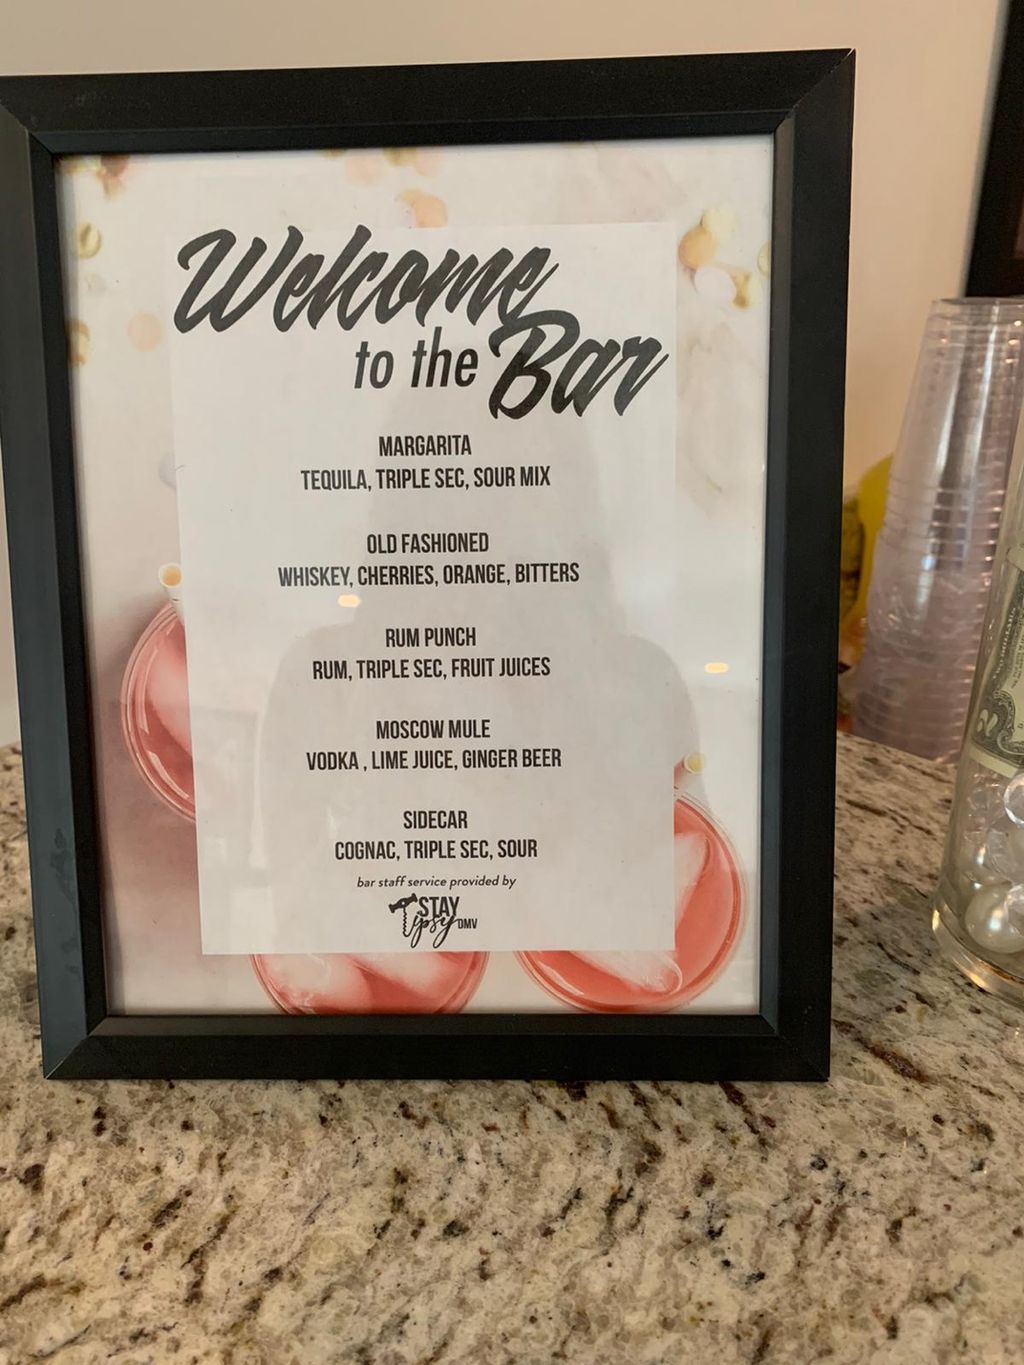 Welcome
to the Bar
MARGARITA
TEQUILA, TRIPLE SEC, SOUR MIX
OLD FASHIONED
WHISKEY, CHERRIES, ORANGE, BITTERS
RUM PUNCH
RUM, TRIPLE SEC, FRUIT JUICES
MOSCOW MULE
VODKA , LIME JUICE, GINGER BEER
SIDECAR
COGNAC, TRIPLE SEC, SOUR
bar staff service provided by
STAY
Tipsy DMV
2